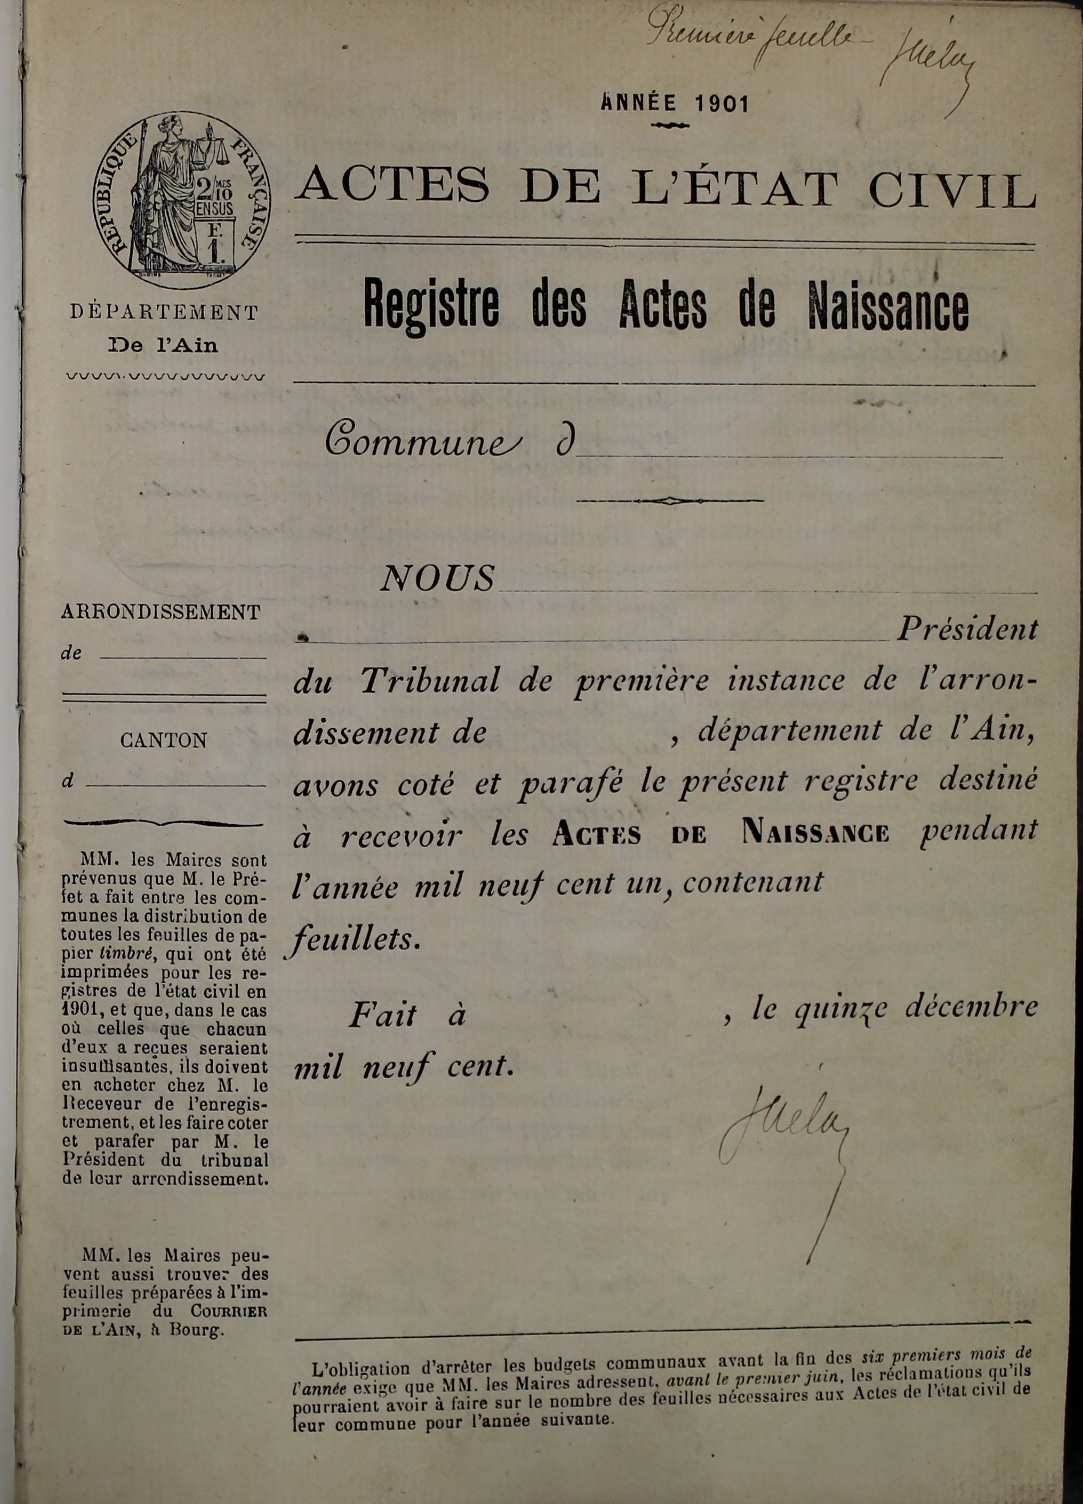 Première feuille
ANNÉE 1901
ACTES DE L'ÉTAT CIVIL
RÉPUBLIQUE FRANÇAISE
2/MES
10
EN SUS
F.
1.
DÉPARTEMENT
De l'Ain
Registre des Actes de Naissance
Commune d
NOUS
Président
du Tribunal de première instance de l'arron-
dissement de , département de l'Ain,
avons coté et parafé le présent registre destiné
à recevoir les ACTES DE NAISSANCE pendant
l'année mil neuf cent un, contenant
feuillets.
Fait à , le quinze décembre
mil neuf cent.
ARRONDISSEMENT
de
CANTON
d
MM. les Maires sont
prévenus que M. le Pré-
fet a fait entre les com-
munes la distribution de
toutes les feuilles de pa-
pier timbré, qui ont été
imprimées pour les re-
gistres de l'état civil en
1901, et que, dans le cas
où celles que chacun
d'eux a reçues seraient
insuffisantes, ils doivent
en acheter chez M. le
Receveur de l'enregis-
trement, et les faire coter
et parafer par M. le
Président du tribunal
de leur arrondissement.
MM. les Maires peu-
vent aussi trouver des
feuilles préparées à l'im-
primerie du COURRIER
DE L'AIN, à Bourg.
L'obligation d'arrêter les budgets communaux avant la fin des six premiers mois de
l'année exige que MM. les Maires adressent, avant le premier juin, les réclamations qu'ils
pourraient avoir à faire sur le nombre des feuilles nécessaires aux Actes de l'état civil de
leur commune pour l'année suivante.